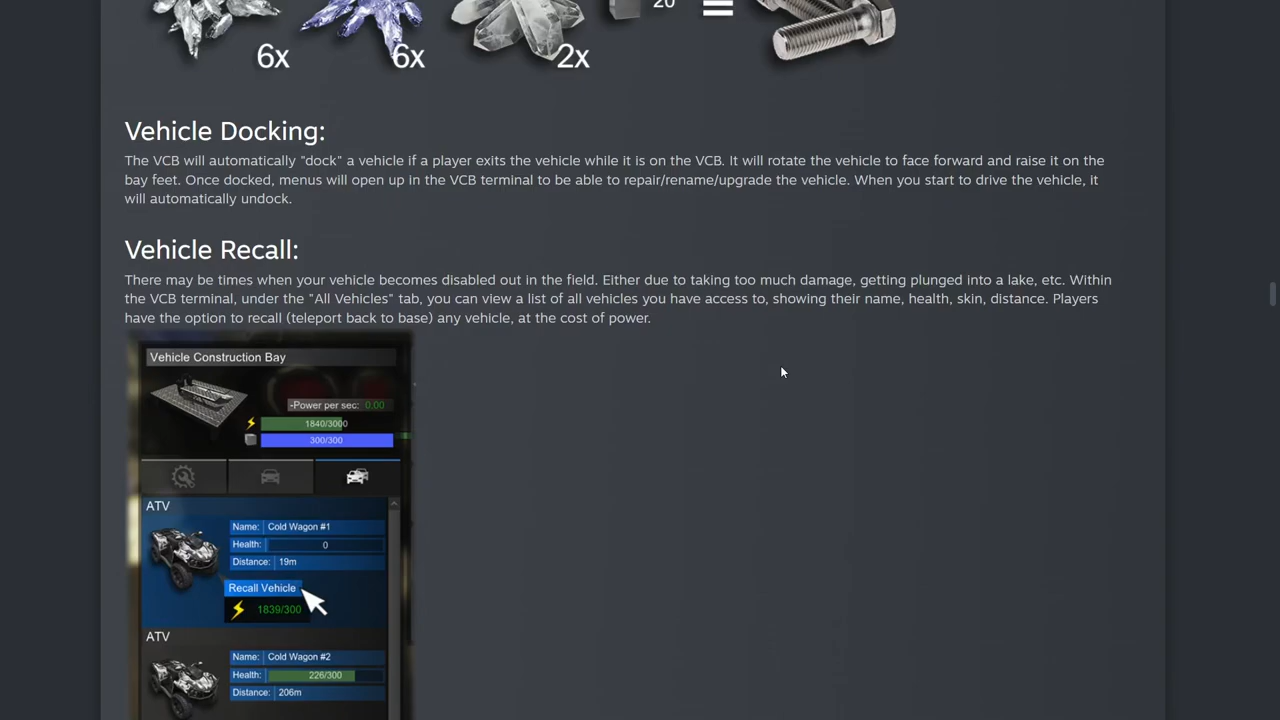 20
6x
6x
2x
Vehicle Docking:
The VCB will automatically "dock" a vehicle if a player exits the vehicle while it is on the VCB. It will rotate the vehicle to face forward and raise it on the
bay feet. Once docked, menus will open up in the VCB terminal to be able to repair/rename/upgrade the vehicle. When you start to drive the vehicle, it
will automatically undock.
Vehicle Recall:
There may be times when your vehicle becomes disabled out in the field. Either due to taking too much damage, getting plunged into a lake, etc. Within
the VCB terminal, under the "All Vehicles" tab, you can view a list of all vehicles you have access to, showing their name, health, skin, distance. Players
have the option to recall (teleport back to base) any vehicle, at the cost of power.
Vehicle Construction Bay
-Power per sec: 0.00
1840/3000
300/300
ATV
Name: Cold Wagon #1
Health: 0
Distance: 19m
Recall Vehicle
1839/300
ATV
Name: Cold Wagon #2
Health: 226/300
Distance: 206m